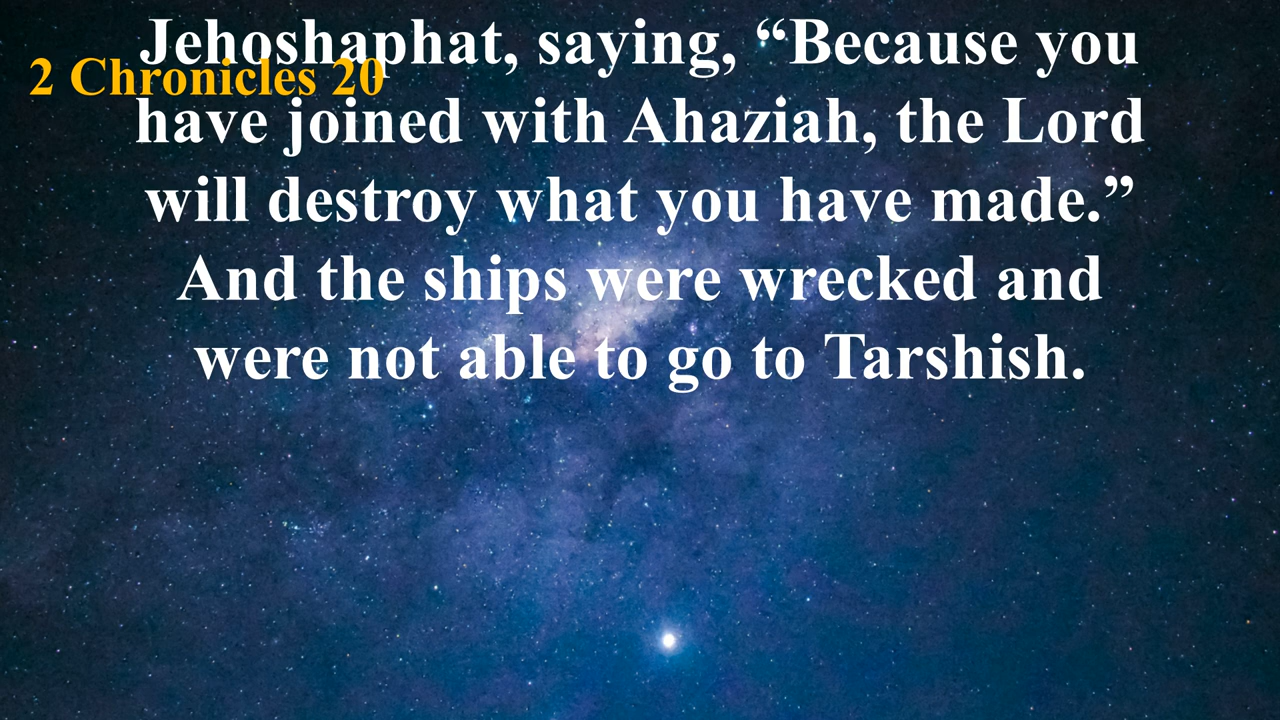 Jehoshaphat, saying, “Because you
2 Chronicles 20
have joined with Ahaziah, the Lord
will destroy what you have made.”
And the ships were wrecked and
were not able to go to Tarshish.